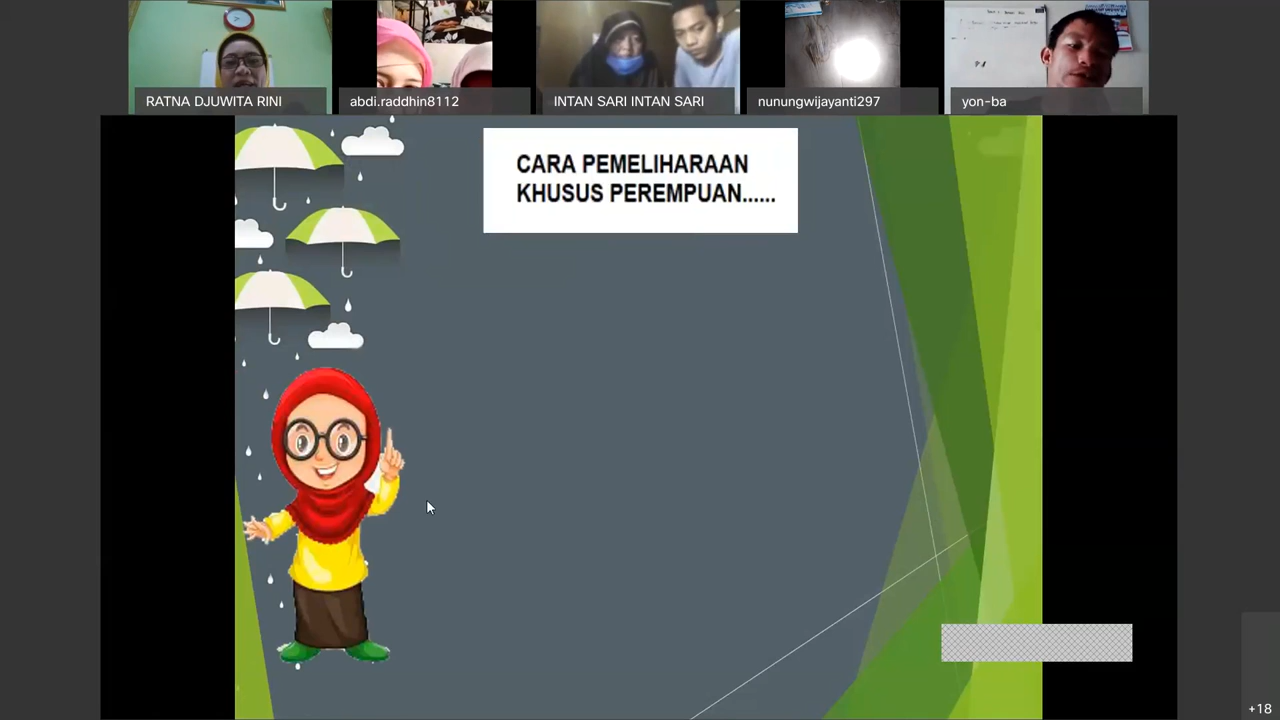 RATNA DJUWITA RINI
abdi.raddhin8112
INTAN SARI INTAN SARI
nunungwijayanti297
yon-ba
CARA PEMELIHARAAN
KHUSUS PEREMPUAN......
+18